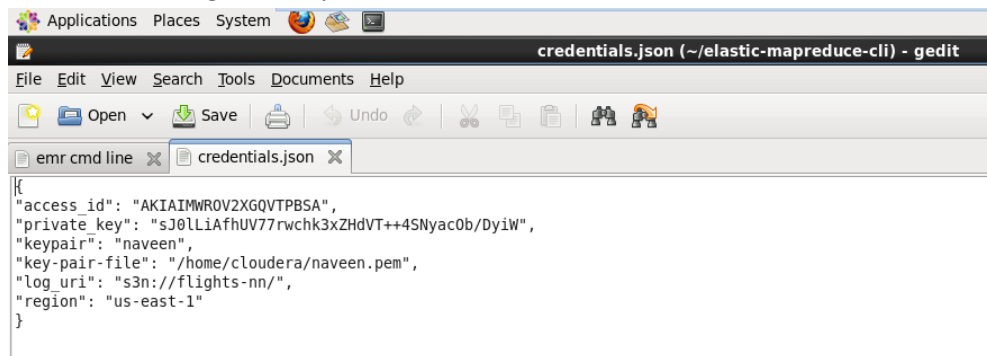 Applications Places System
credentials.json (~/elastic-mapreduce-cli) - gedit
File Edit View Search Tools Documents Help
Open Save Undo
emr cmd line credentials.json
{
"access_id": "AKIAIMWROV2XGQVTPBSA",
"private_key": "sJ0lLiAfhUV77rwchk3xZHdVT++4SNyacOb/DyiW",
"keypair": "naveen",
"key-pair-file": "/home/cloudera/naveen.pem",
"log_uri": "s3n://flights-nn/",
"region": "us-east-1"
}